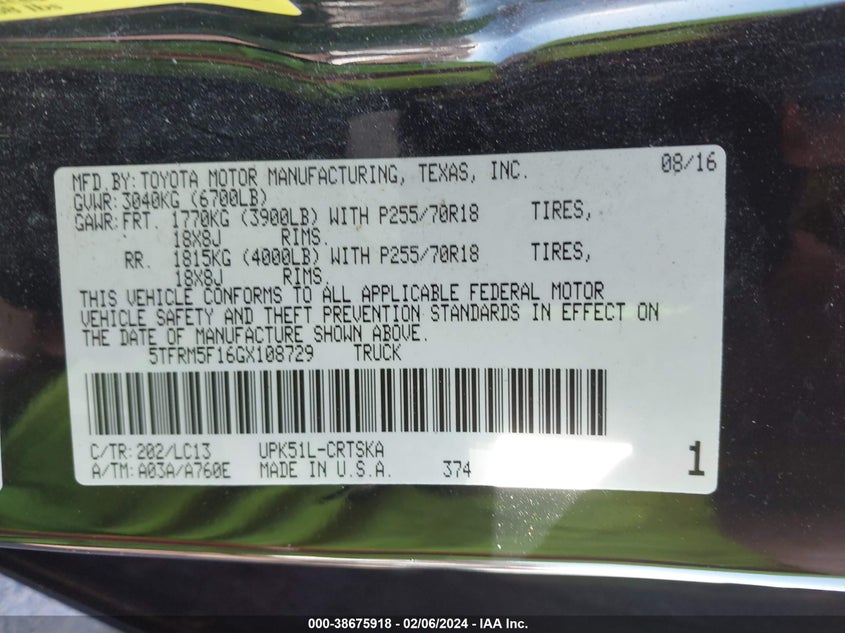 lbs
MFD.BY: TOYOTA MOTOR MANUFACTURING, TEXAS, INC. 08/16
GVWR: 3040KG (6700LB)
GAWR: FRT. 1770KG (3900LB) WITH P255/70R18 TIRES,
18X8J RIMS.
RR. 1815KG (4000LB) WITH P255/70R18 TIRES,
18X8J RIMS.
THIS VEHICLE CONFORMS TO ALL APPLICABLE FEDERAL MOTOR
VEHICLE SAFETY AND THEFT PREVENTION STANDARDS IN EFFECT ON
THE DATE OF MANUFACTURE SHOWN ABOVE.
5TFRM5F16GX108729 TRUCK
C/TR: 202/LC13 UPK51L-CRTSKA
A/TM: A03A/A760E MADE IN U.S.A. 374 1
000-38675918 - 02/06/2024 - IAA Inc.